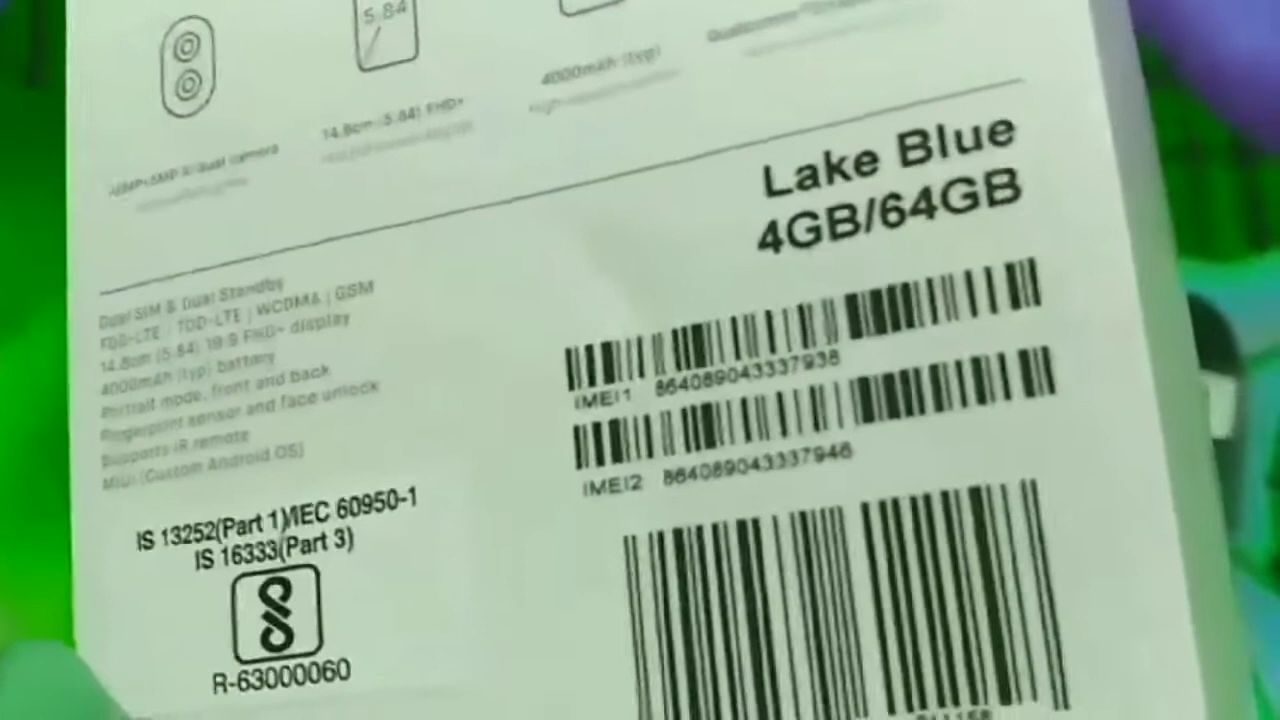 5.84
14.8cm (5.84) FHD+
4000mAh (typ)
Lake Blue
4GB/64GB
Dual SIM & Dual Standby
FDD-LTE | TDD-LTE | WCDMA | GSM
14.8cm (5.84) 19:9 FHD+ display
4000mAh (typ) battery
Portrait mode, front and back
Fingerprint sensor and face unlock
Supports IR remote
MIUI (Custom Android OS)
IMEI1 864089043337938
IMEI2 864089043337946
IS 13252(Part 1)/IEC 60950-1
IS 16333(Part 3)
R-63000060